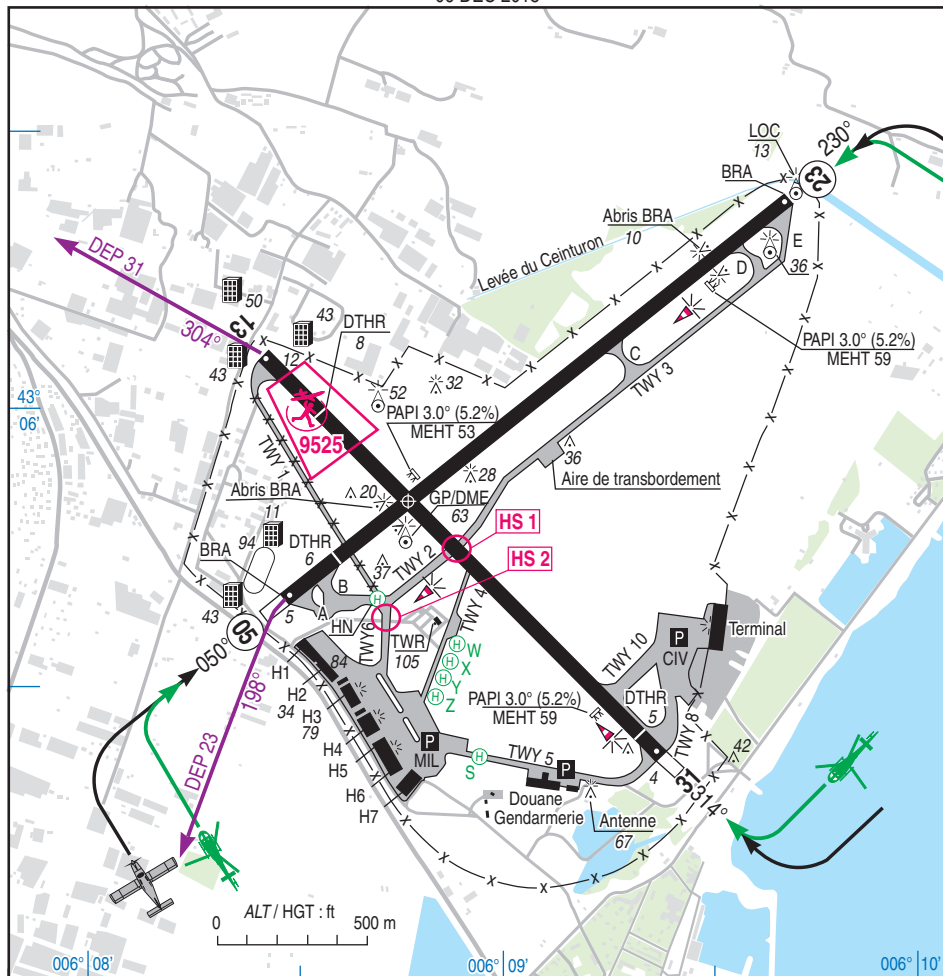 LOC
13
230°
23
BRA
Abris BRA
10
E
36
D
Levée du Ceinturon
DEP 31
304°
50
43
13
DTHR
8
12
43
52
32
C
TWY 3
PAPI 3.0° (5.2%)
MEHT 59
43°
06'
PAPI 3.0° (5.2%)
MEHT 53
9525
TWY 1
36
Aire de transbordement
28
20
GP/DME
63
Abris BRA
11
94
HS 1
DTHR
6
BRA
TWY 2
HS 2
37
B
H
A
HN
5
43
05
050°
TWY 6
TWR
105
TWY 4
TWY 10
P
CIV
Terminal
H W
H X
H Y
H Z
H1
84
H2
34
H3
79
H4
H5
H6
H7
198°
DEP 23
PAPI 3.0° (5.2%)
MEHT 59
DTHR
5
TWY 8
P
MIL
H
S
TWY 5
P
4
42
31
314°
Douane
Gendarmerie
Antenne
67
ALT / HGT : ft
0
500 m
006° 08'
006° 09'
006° 10'